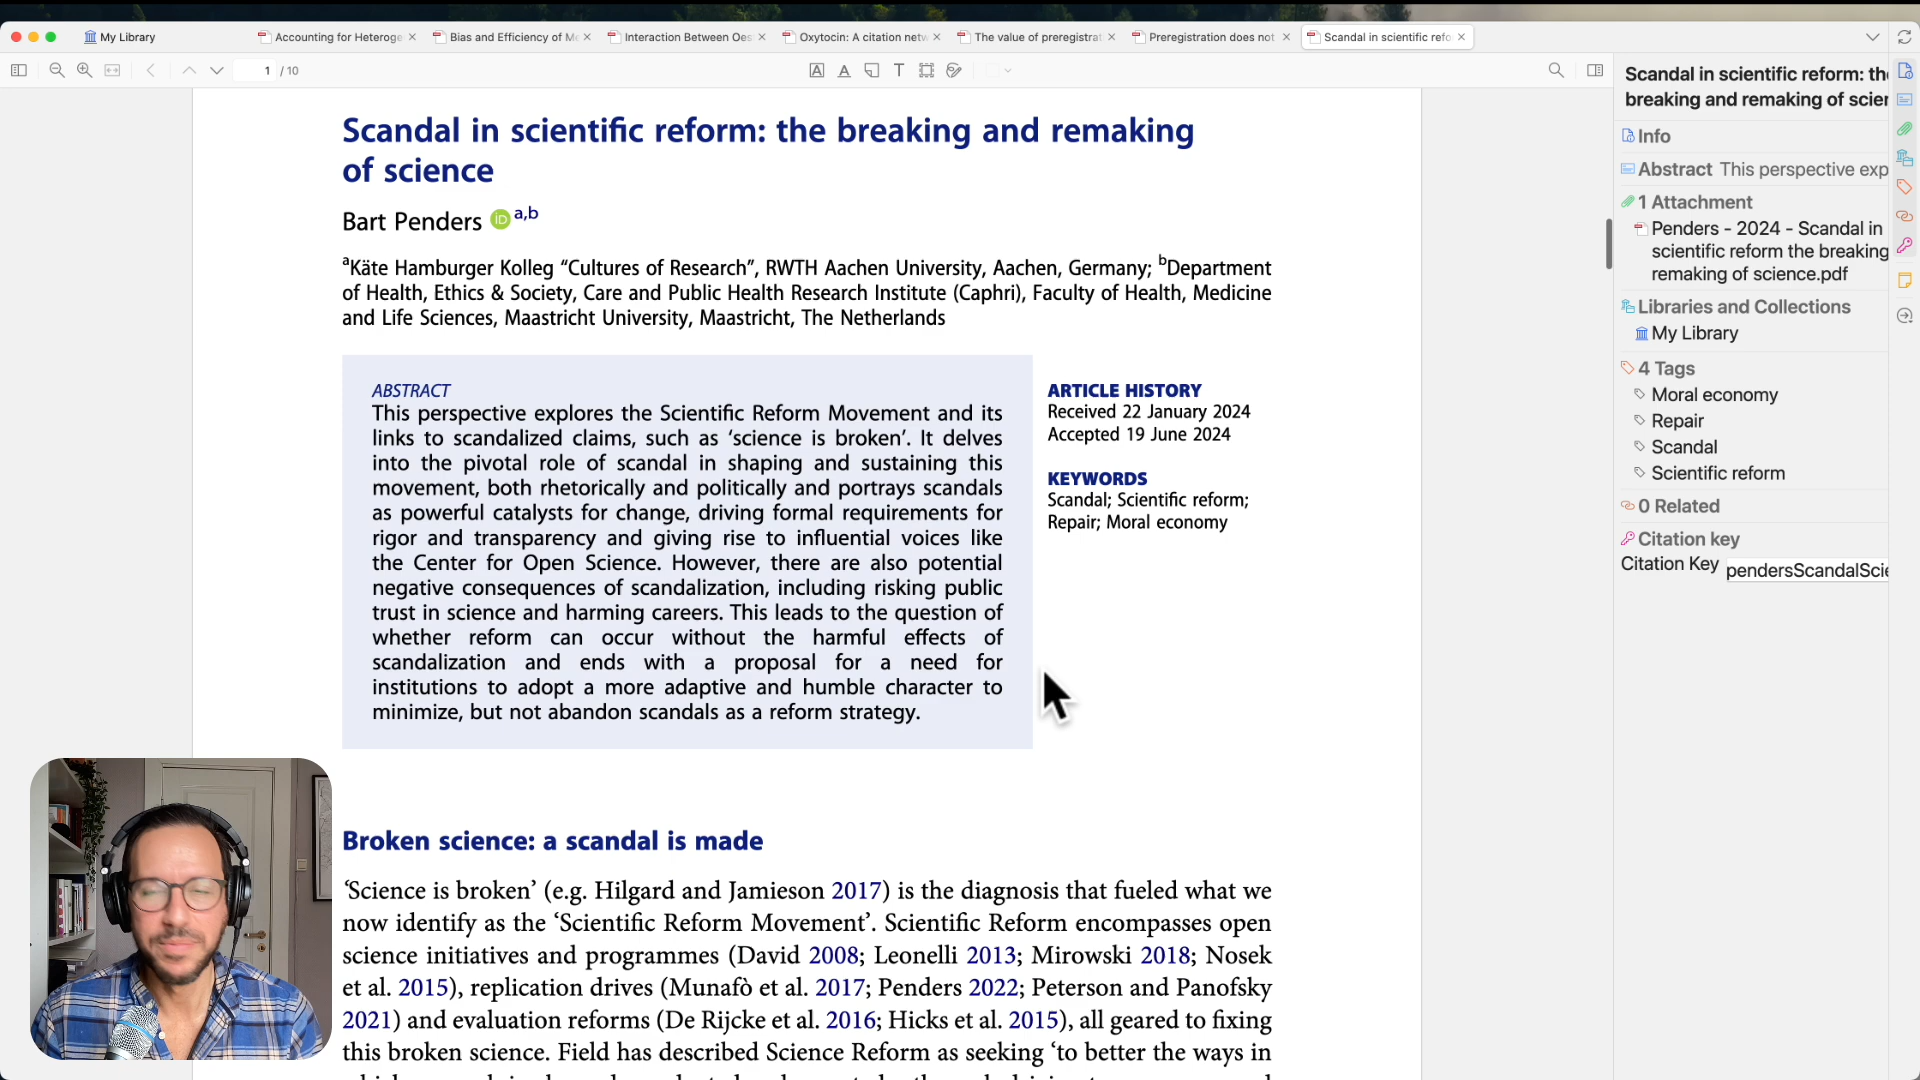 My Library
Accounting for Heteroge
Bias and Efficiency of M
Interaction Between Oes
Oxytocin: A citation netw
The value of preregistrat
Preregistration does not
Scandal in scientific refo
1 / 10
Scandal in scientific reform: the breaking and remaking
of science
Bart Penders iD a,b
aKäte Hamburger Kolleg “Cultures of Research”, RWTH Aachen University, Aachen, Germany; bDepartment
of Health, Ethics & Society, Care and Public Health Research Institute (Caphri), Faculty of Health, Medicine
and Life Sciences, Maastricht University, Maastricht, The Netherlands
ABSTRACT
This perspective explores the Scientific Reform Movement and its
links to scandalized claims, such as ‘science is broken’. It delves
into the pivotal role of scandal in shaping and sustaining this
movement, both rhetorically and politically and portrays scandals
as powerful catalysts for change, driving formal requirements for
rigor and transparency and giving rise to influential voices like
the Center for Open Science. However, there are also potential
negative consequences of scandalization, including risking public
trust in science and harming careers. This leads to the question of
whether reform can occur without the harmful effects of
scandalization and ends with a proposal for a need for
institutions to adopt a more adaptive and humble character to
minimize, but not abandon scandals as a reform strategy.
ARTICLE HISTORY
Received 22 January 2024
Accepted 19 June 2024
KEYWORDS
Scandal; Scientific reform;
Repair; Moral economy
Broken science: a scandal is made
‘Science is broken’ (e.g. Hilgard and Jamieson 2017) is the diagnosis that fueled what we
now identify as the ‘Scientific Reform Movement’. Scientific Reform encompasses open
science initiatives and programmes (David 2008; Leonelli 2013; Mirowski 2018; Nosek
et al. 2015), replication drives (Munafò et al. 2017; Penders 2022; Peterson and Panofsky
2021) and evaluation reforms (De Rijcke et al. 2016; Hicks et al. 2015), all geared to fixing
this broken science. Field has described Science Reform as seeking ‘to better the ways in
Scandal in scientific reform: the
breaking and remaking of scien
Info
Abstract This perspective exp
1 Attachment
Penders - 2024 - Scandal in
scientific reform the breaking
remaking of science.pdf
Libraries and Collections
My Library
4 Tags
Moral economy
Repair
Scandal
Scientific reform
0 Related
Citation key
Citation Key pendersScandalScie